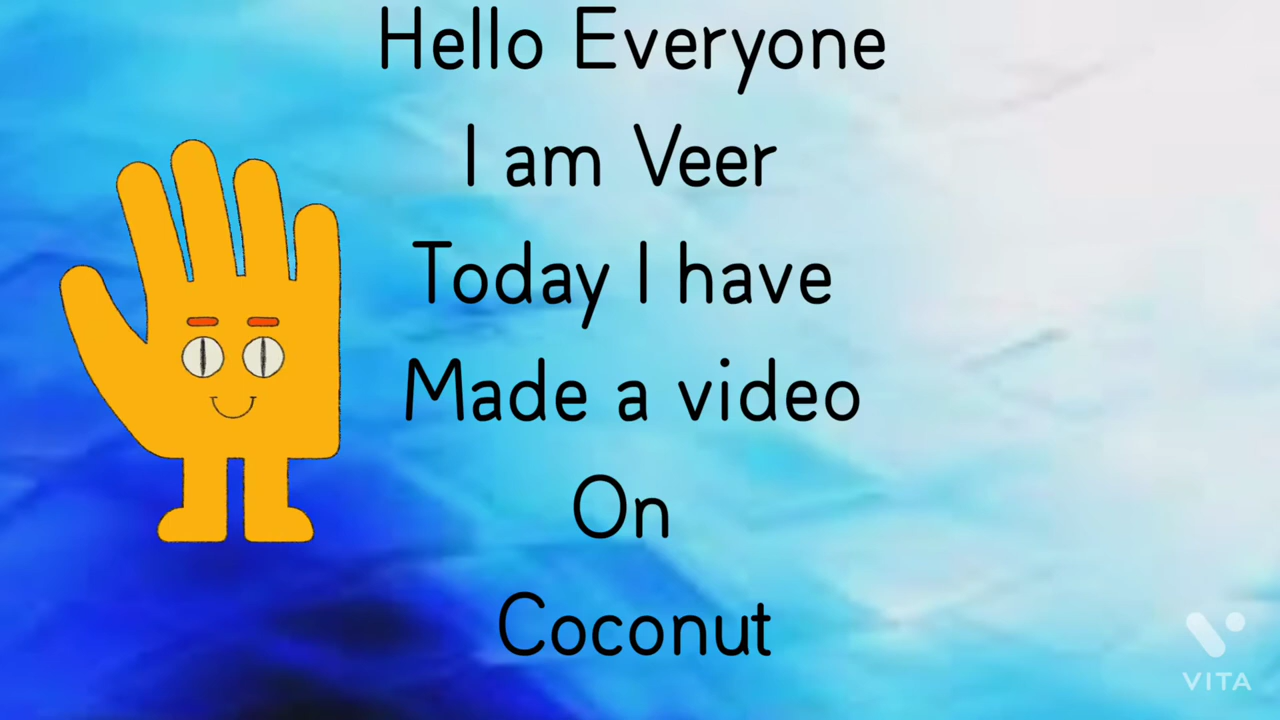 Hello Everyone
I am Veer
Today I have
Made a video
On
Coconut
VITA